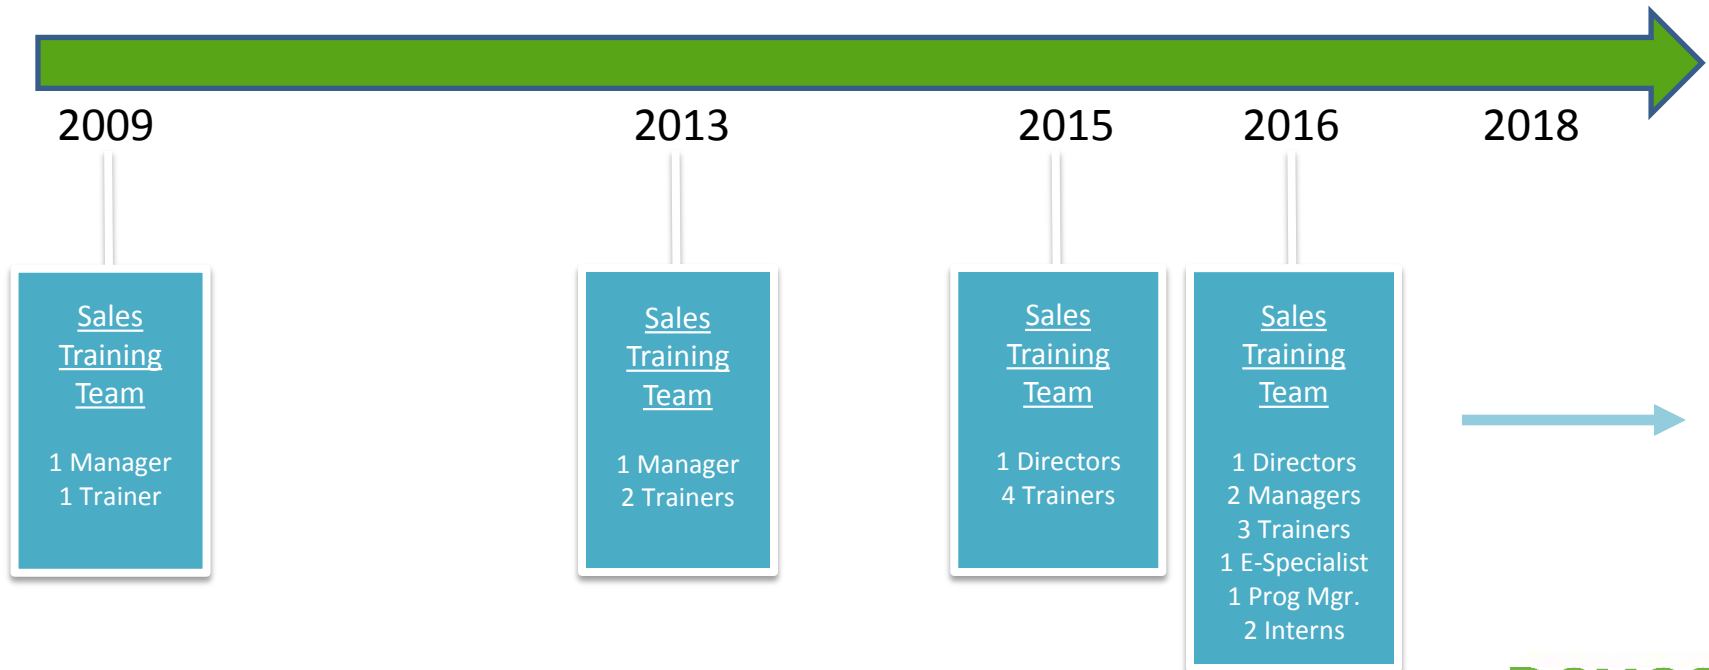 2009
2013
2015
2016
2018
Sales
Training
Team
1 Manager
1 Trainer
Sales
Training
Team
1 Manager
2 Trainers
Sales
Training
Team
1 Directors
4 Trainers
Sales
Training
Team
1 Directors
2 Managers
3 Trainers
1 E-Specialist
1 Prog Mgr.
2 Interns